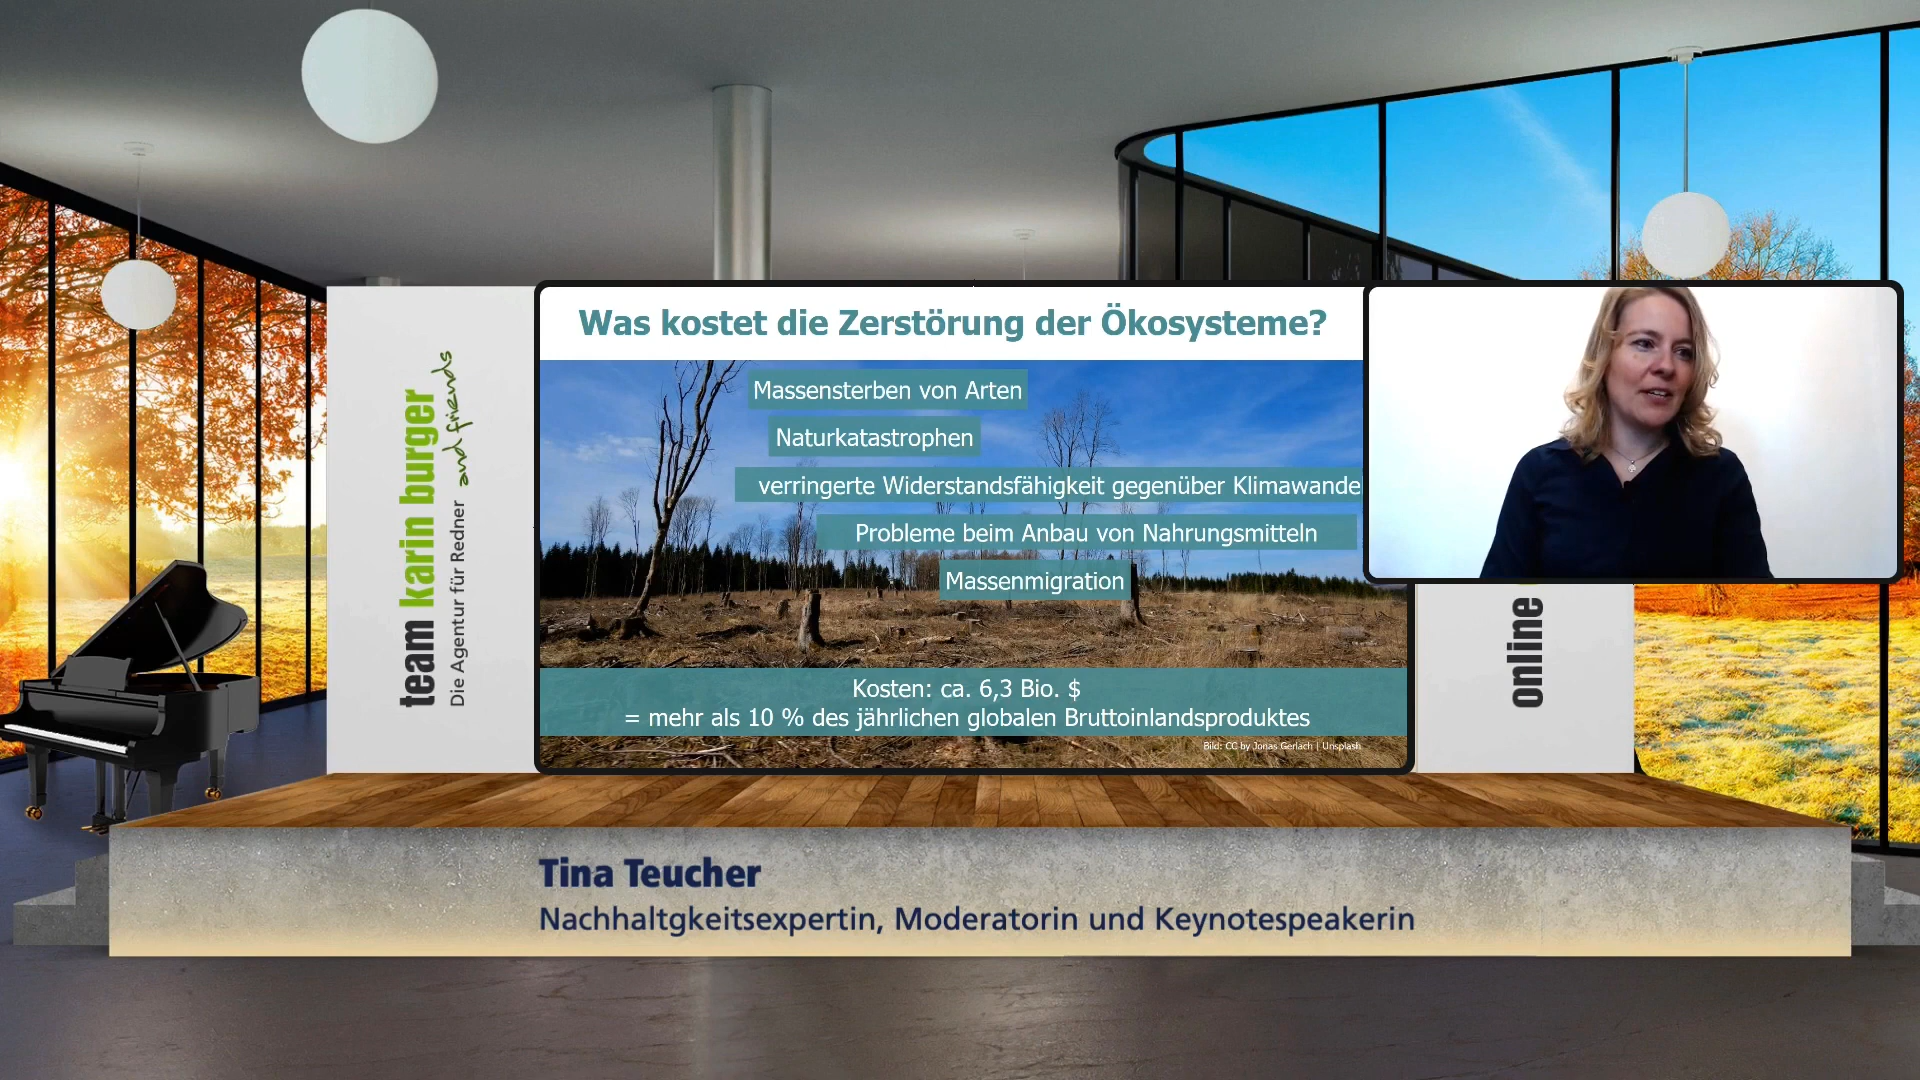 team karin burger
and friends
Die Agentur für Redner
Was kostet die Zerstörung der Ökosysteme?
Massensterben von Arten
Naturkatastrophen
verringerte Widerstandsfähigkeit gegenüber Klimawande
Probleme beim Anbau von Nahrungsmitteln
Massenmigration
Kosten: ca. 6,3 Bio. $
= mehr als 10 % des jährlichen globalen Bruttoinlandsproduktes
Bild: CC by Jonas Gerlach | Unsplash
online
Tina Teucher
Nachhaltgkeitsexpertin, Moderatorin und Keynotespeakerin